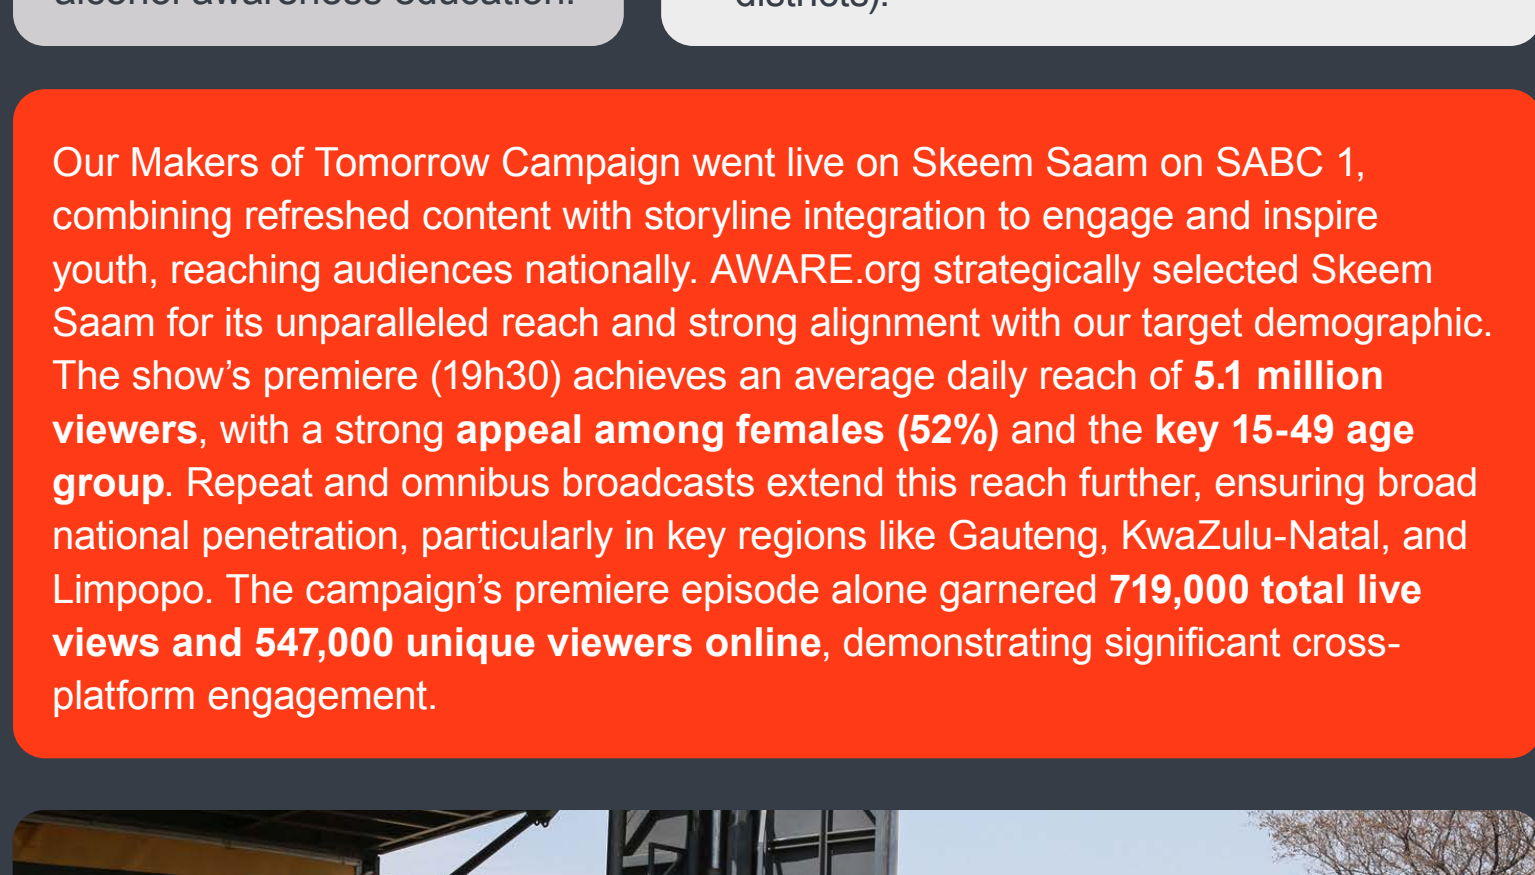 alcohol awareness education.
districts).
Our Makers of Tomorrow Campaign went live on Skeem Saam on SABC 1,
combining refreshed content with storyline integration to engage and inspire
youth, reaching audiences nationally. AWARE.org strategically selected Skeem
Saam for its unparalleled reach and strong alignment with our target demographic.
The show’s premiere (19h30) achieves an average daily reach of 5.1 million
viewers, with a strong appeal among females (52%) and the key 15-49 age
group. Repeat and omnibus broadcasts extend this reach further, ensuring broad
national penetration, particularly in key regions like Gauteng, KwaZulu-Natal, and
Limpopo. The campaign’s premiere episode alone garnered 719,000 total live
views and 547,000 unique viewers online, demonstrating significant cross-
platform engagement.